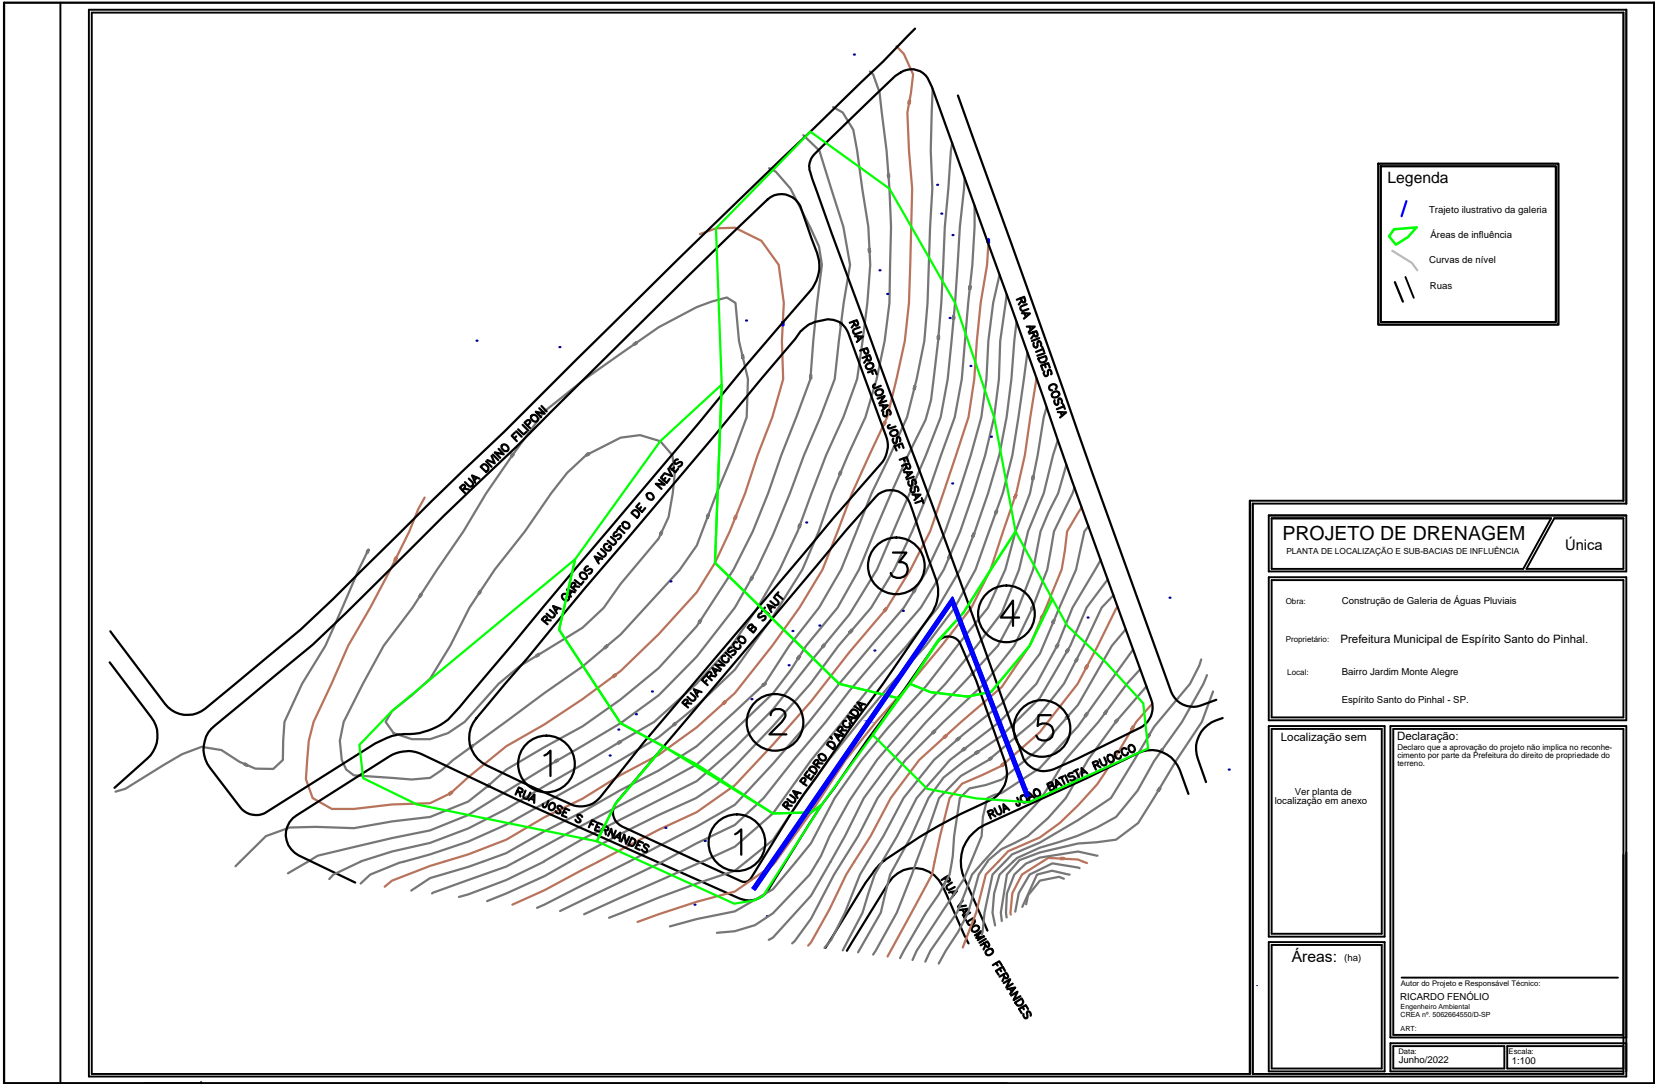 Legenda
Trajeto ilustrativo da galeria
Áreas de influência
Curvas de nível
Ruas
RUA DIVINO FILIPONI
RUA CARLOS AUGUSTO DE O NEVES
RUA FRANCISCO B STAUT
RUA PROF JONAS JOSE FRAISSAT
RUA ARISTIDES COSTA
RUA PEDRO D'ARCADIA
RUA JOSE S FERNANDES
RUA JOAO BATISTA RUOCCO
RUA VALDOMIRO FERNANDES
3
4
2
5
1
1
PROJETO DE DRENAGEM
PLANTA DE LOCALIZAÇÃO E SUB-BACIAS DE INFLUÊNCIA
Única
Obra: Construção de Galeria de Águas Pluviais
Proprietário: Prefeitura Municipal de Espírito Santo do Pinhal.
Local: Bairro Jardim Monte Alegre
Espírito Santo do Pinhal - SP.
Localização sem
Ver planta de
localização em anexo
Declaração:
Declaro que a aprovação do projeto não implica no reconhe-
cimento por parte da Prefeitura do direito de propriedade do
terreno.
Áreas: (ha)
Autor do Projeto e Responsável Técnico:
RICARDO FENÓLIO
Engenheiro Ambiental
CREA nº. 5062664550/D-SP
ART:
Data:
Junho/2022
Escala:
1:100